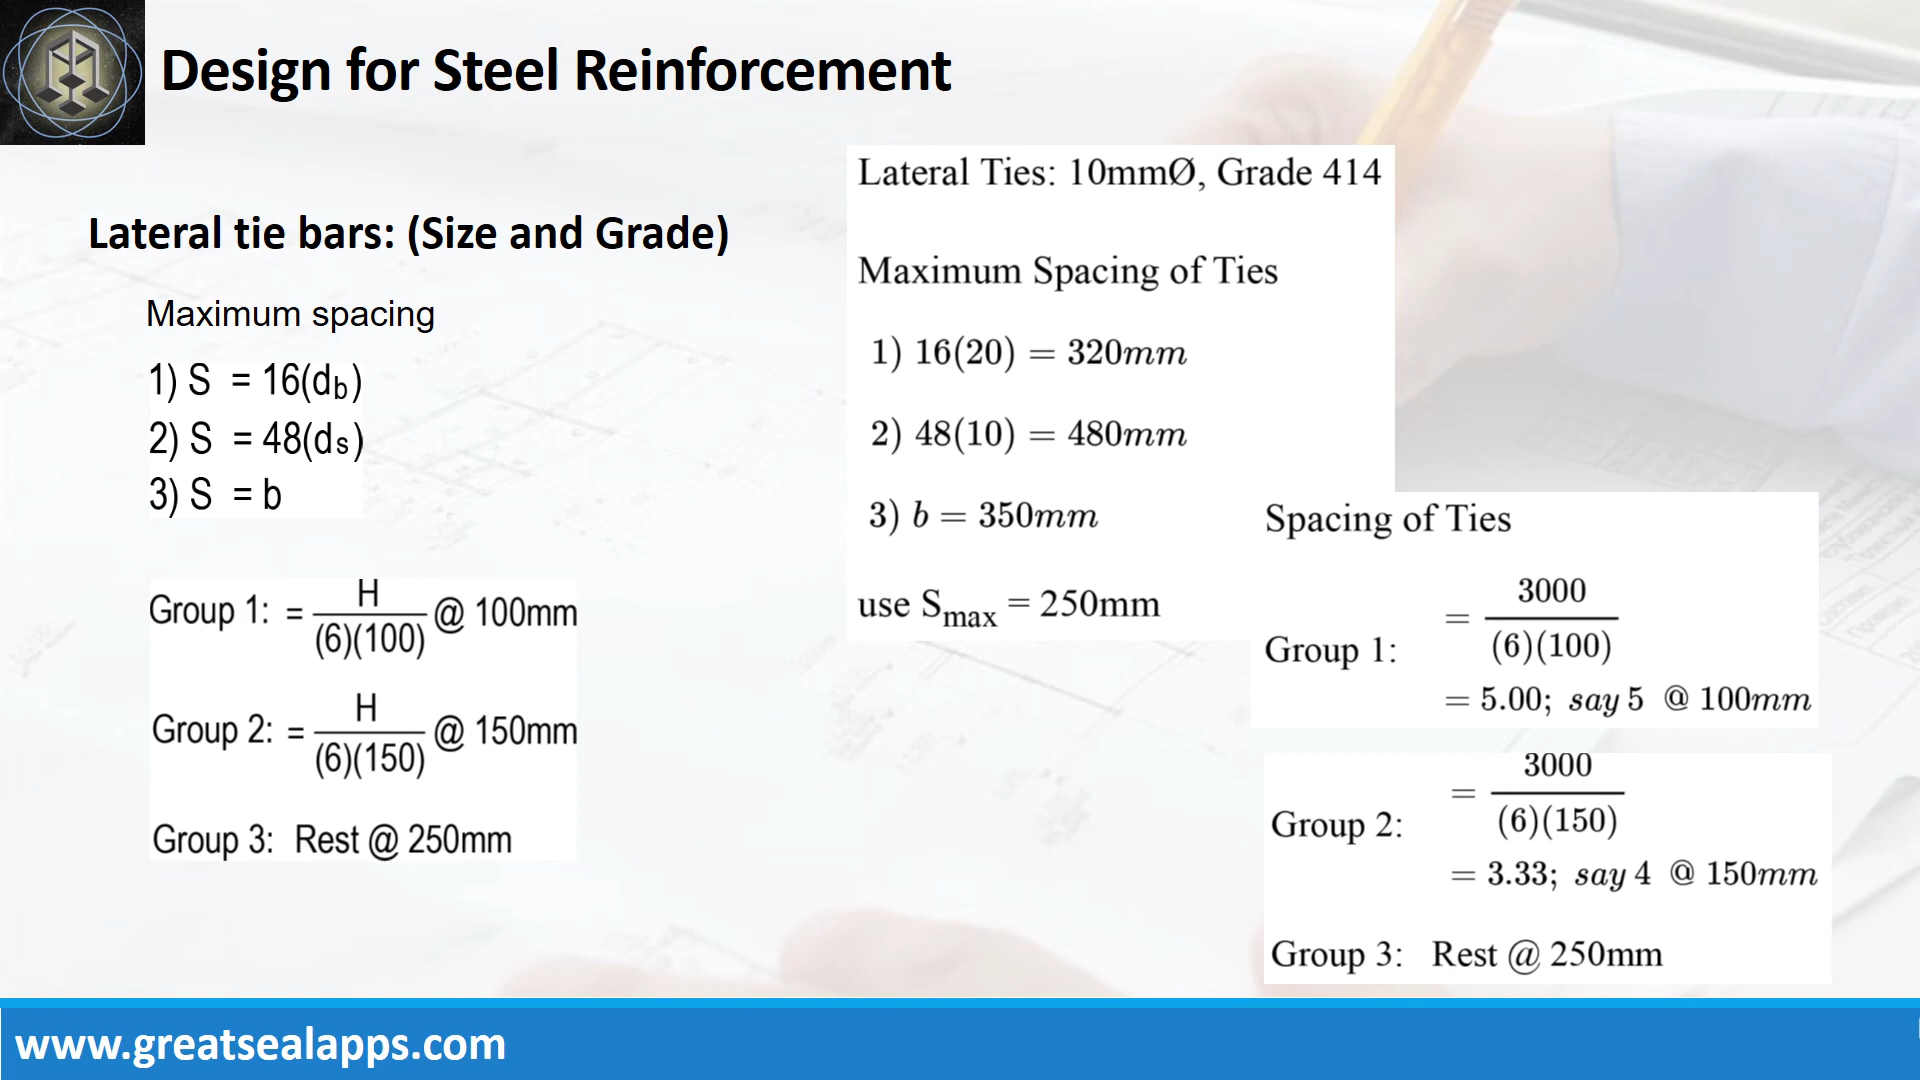 Design for Steel Reinforcement
Lateral tie bars: (Size and Grade)
Maximum spacing
1) S = 16(db)
2) S = 48(ds)
3) S = b
Group 1: = H/(6)(100) @ 100mm
Group 2: = H/(6)(150) @ 150mm
Group 3: Rest @ 250mm
Lateral Ties: 10mmØ, Grade 414
Maximum Spacing of Ties
1) 16(20) = 320mm
2) 48(10) = 480mm
3) b = 350mm
use Smax = 250mm
Spacing of Ties
Group 1: = 3000/(6)(100)
= 5.00; say 5 @ 100mm
Group 2: = 3000/(6)(150)
= 3.33; say 4 @ 150mm
Group 3: Rest @ 250mm
www.greatsealapps.com